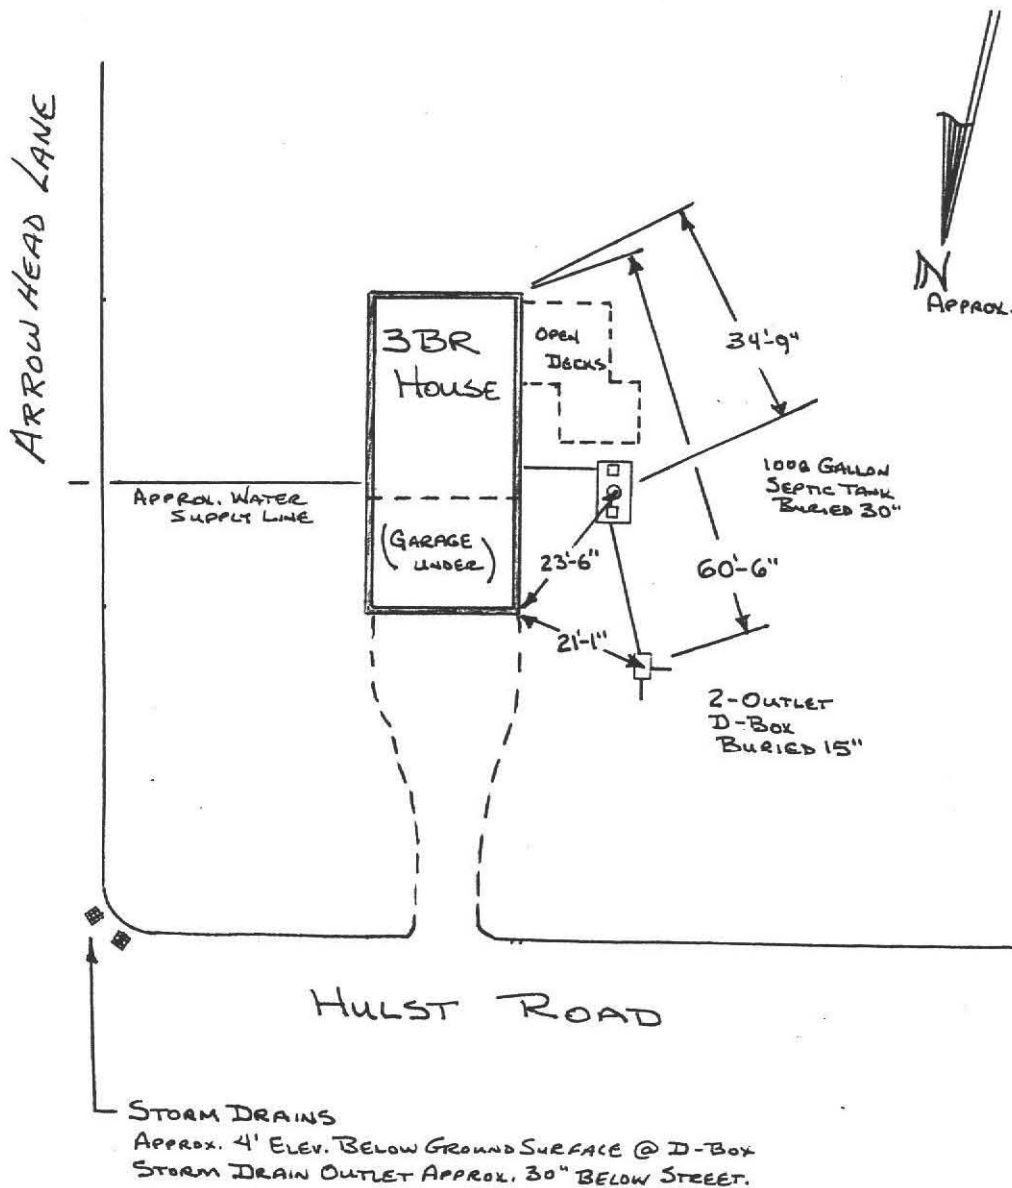 ARROWHEAD LANE
N
APPROX.
3BR
HOUSE
OPEN
DECKS
34'-9"
1000 GALLON
SEPTIC TANK
BURIED 30"
APPROX. WATER
SUPPLY LINE
(GARAGE
UNDER)
23'-6"
60'-6"
21'-1"
2-OUTLET
D-BOX
BURIED 15"
HULST ROAD
STORM DRAINS
APPROX. 4' ELEV. BELOW GROUND SURFACE @ D-BOX
STORM DRAIN OUTLET APPROX. 30" BELOW STREET.